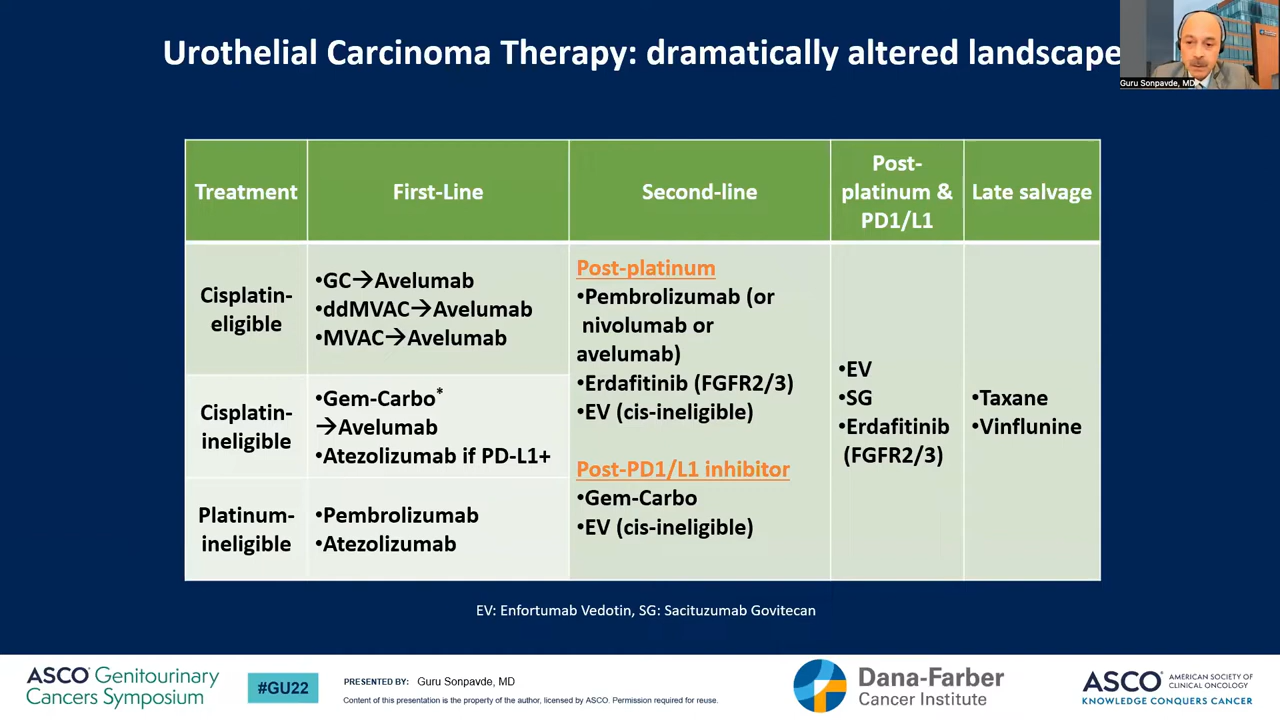 Urothelial Carcinoma Therapy: dramatically altered landscape
Guru Sonpavde, MD
Treatment
First-Line
Second-line
Post-
platinum &
PD1/L1
Late salvage
Cisplatin-
eligible
•GC→Avelumab
•ddMVAC→Avelumab
•MVAC→Avelumab
Cisplatin-
ineligible
•Gem-Carbo*
→Avelumab
•Atezolizumab if PD-L1+
Platinum-
ineligible
•Pembrolizumab
•Atezolizumab
Post-platinum
•Pembrolizumab (or
nivolumab or
avelumab)
•Erdafitinib (FGFR2/3)
•EV (cis-ineligible)
Post-PD1/L1 inhibitor
•Gem-Carbo
•EV (cis-ineligible)
•EV
•SG
•Erdafitinib
(FGFR2/3)
•Taxane
•Vinflunine
EV: Enfortumab Vedotin, SG: Sacituzumab Govitecan
ASCO Genitourinary
Cancers Symposium
#GU22
PRESENTED BY: Guru Sonpavde, MD
Content of this presentation is the property of the author, licensed by ASCO. Permission required for reuse.
Dana-Farber
Cancer Institute
ASCO AMERICAN SOCIETY OF
CLINICAL ONCOLOGY
KNOWLEDGE CONQUERS CANCER